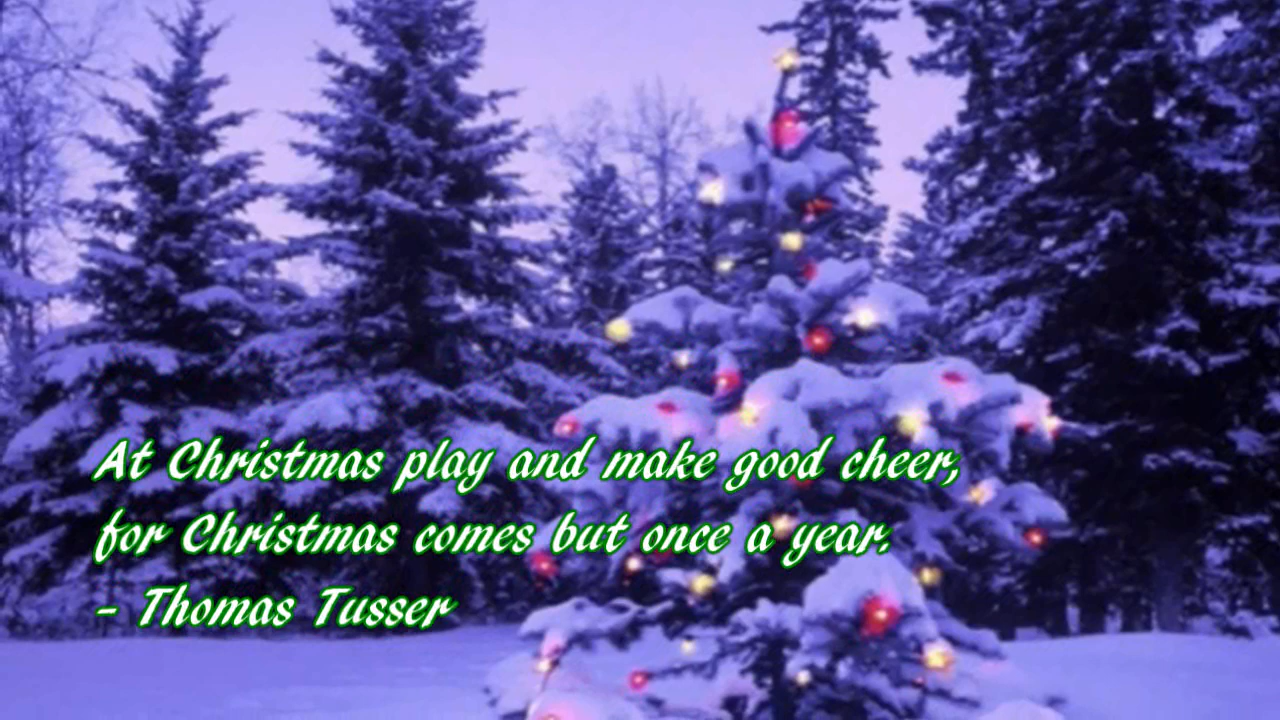 At Christmas play and make good cheer,
for Christmas comes but once a year.
- Thomas Tusser